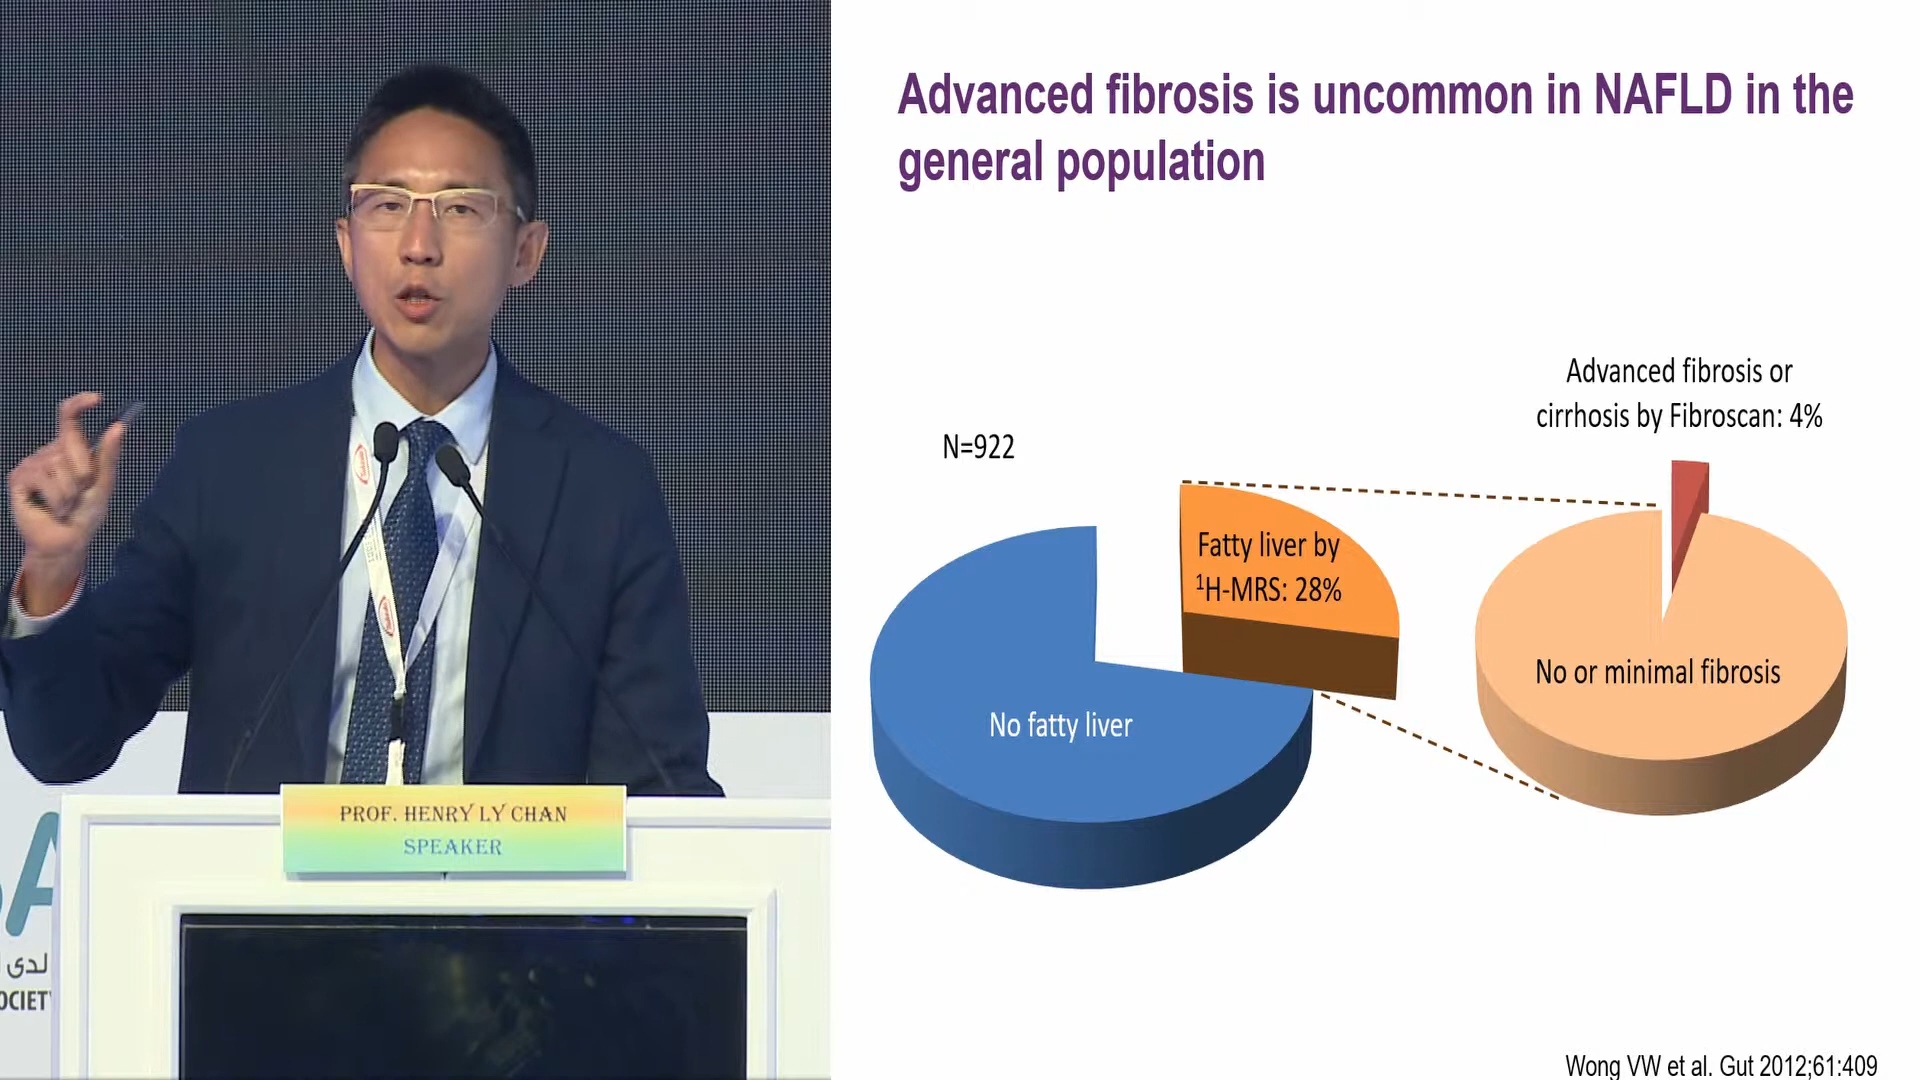 Advanced fibrosis is uncommon in NAFLD in the
general population
Advanced fibrosis or
cirrhosis by Fibroscan: 4%
N=922
Fatty liver by
¹H-MRS: 28%
No or minimal fibrosis
No fatty liver
PROF. HENRY LY CHAN
SPEAKER
لدى
Wong VW et al. Gut 2012;61:409